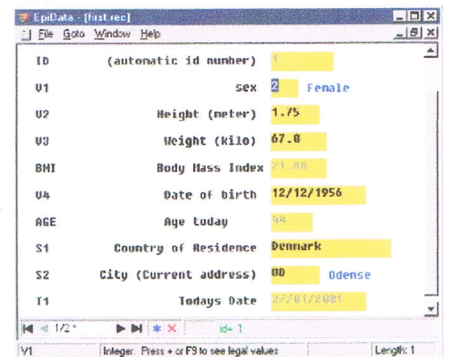 EpiData - [first.rec]
File Goto Window Help
ID (automatic id number) 1
V1 sex 2 Female
V2 Height (meter) 1.75
V3 Weight (kilo) 67.0
BMI Body Mass Index 21.88
V4 Date of birth 12/12/1956
AGE Age today 44
S1 Country of Residence Denmark
S2 City (Current address) OD Odense
T1 Todays Date 27/01/2001
1/2 * id= 1
V1 Integer. Press + or F9 to see legal values Length: 1